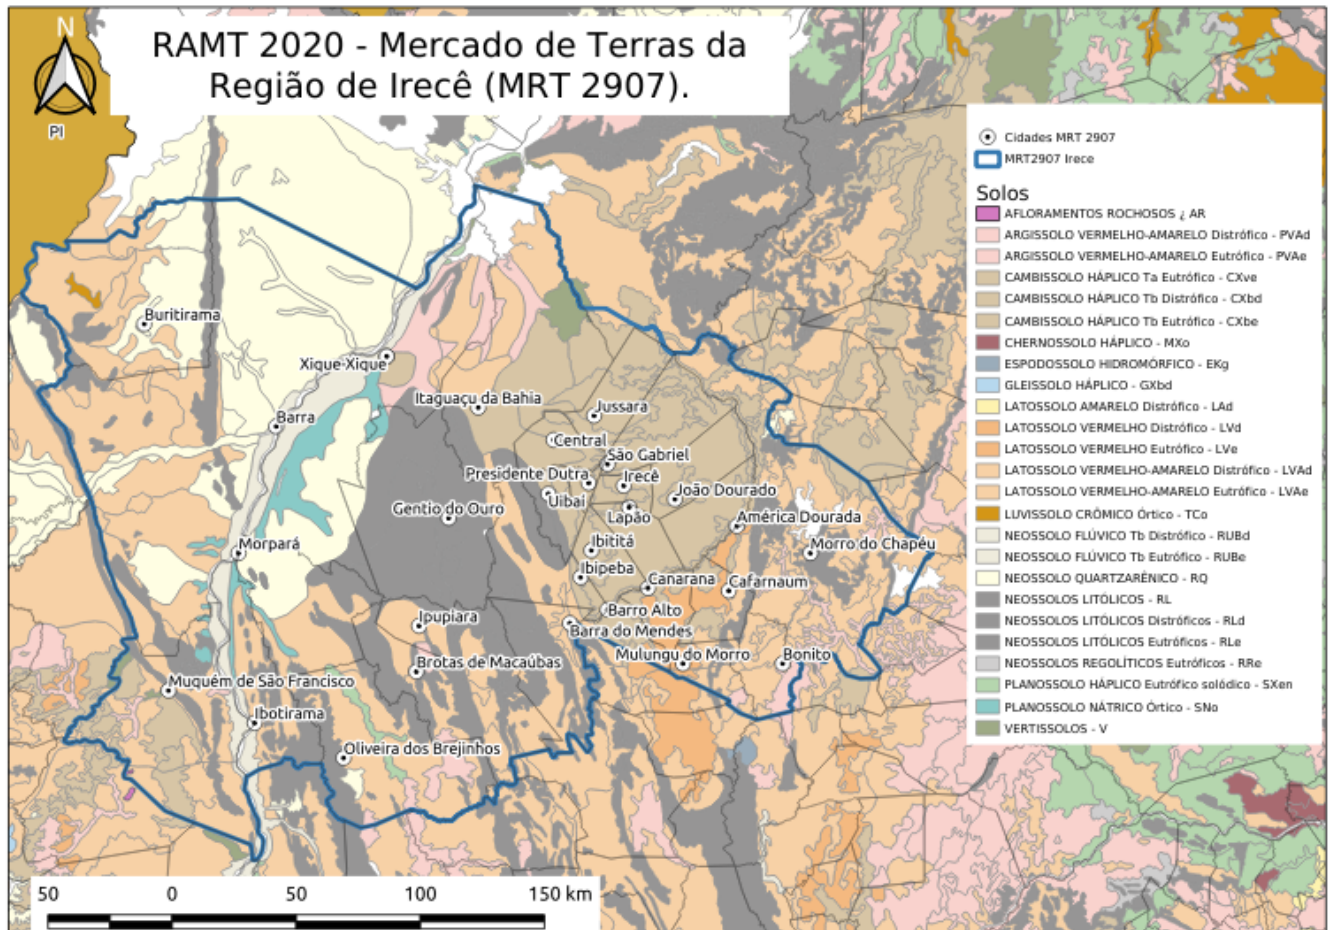 RAMT 2020 - Mercado de Terras da
Região de Irecê (MRT 2907).
N
PI
Cidades MRT 2907
MRT2907 Irece
Solos
AFLORAMENTOS ROCHOSOS ¿ AR
ARGISSOLO VERMELHO-AMARELO Distrófico - PVAd
ARGISSOLO VERMELHO-AMARELO Eutrófico - PVAe
CAMBISSOLO HÁPLICO Ta Eutrófico - CXve
CAMBISSOLO HÁPLICO Tb Distrófico - CXbd
CAMBISSOLO HÁPLICO Tb Eutrófico - CXbe
CHERNOSSOLO HÁPLICO - MXo
ESPODOSSOLO HIDROMÓRFICO - EKg
GLEISSOLO HÁPLICO - GXbd
LATOSSOLO AMARELO Distrófico - LAd
LATOSSOLO VERMELHO Distrófico - LVd
LATOSSOLO VERMELHO Eutrófico - LVe
LATOSSOLO VERMELHO-AMARELO Distrófico - LVAd
LATOSSOLO VERMELHO-AMARELO Eutrófico - LVAe
LUVISSOLO CRÔMICO Órtico - TCo
NEOSSOLO FLÚVICO Tb Distrófico - RUBd
NEOSSOLO FLÚVICO Tb Eutrófico - RUBe
NEOSSOLO QUARTZARÊNICO - RQ
NEOSSOLOS LITÓLICOS - RL
NEOSSOLOS LITÓLICOS Distróficos - RLd
NEOSSOLOS LITÓLICOS Eutróficos - RLe
NEOSSOLOS REGOLÍTICOS Eutróficos - RRe
PLANOSSOLO HÁPLICO Eutrófico solódico - SXen
PLANOSSOLO NÁTRICO Órtico - SNo
VERTISSOLOS - V
Buritirama
Xique-Xique
Itaguaçu da Bahia
Jussara
Barra
Central
São Gabriel
Presidente Dutra
Irecê
João Dourado
Uibaí
Gentio do Ouro
Lapão
América Dourada
Morpará
Ibititá
Morro do Chapéu
Ibipeba
Canarana
Cafarnaum
Ipupiara
Barro Alto
Barra do Mendes
Mulungu do Morro
Bonito
Brotas de Macaúbas
Muquém de São Francisco
Ibotirama
Oliveira dos Brejinhos
50 0 50 100 150 km